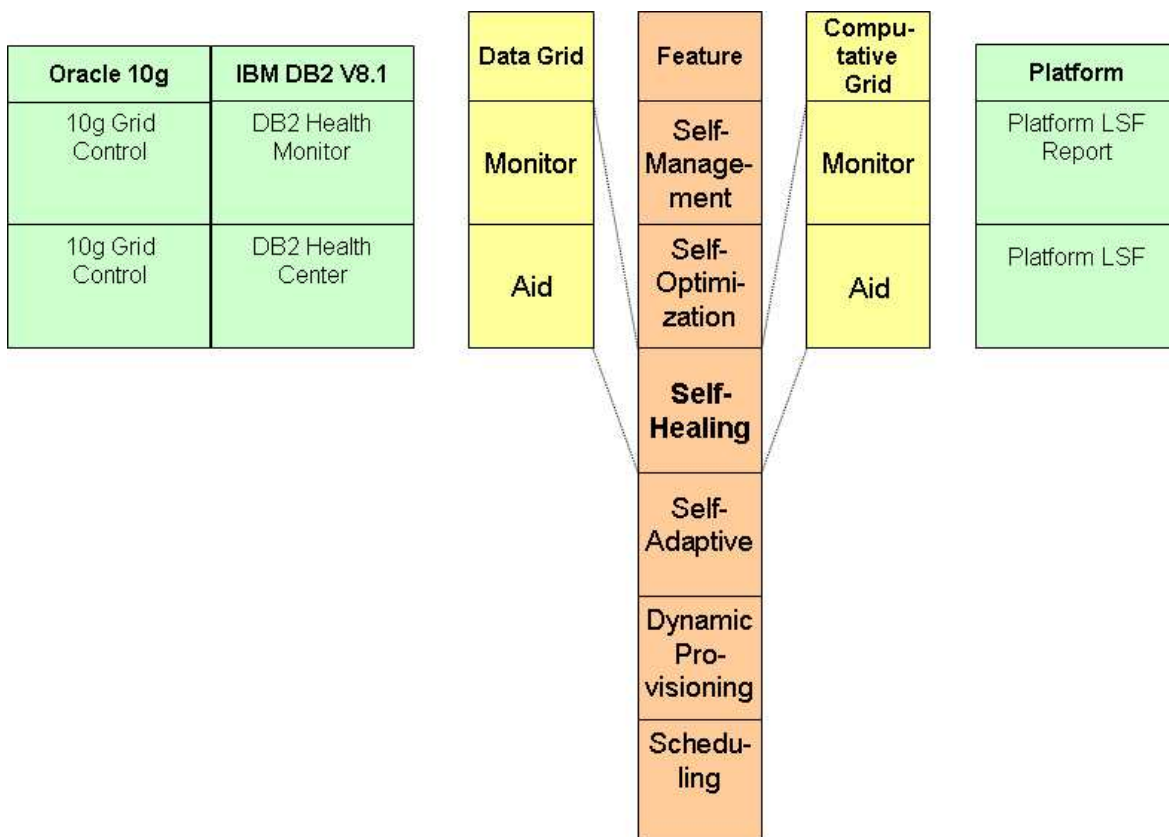 Oracle 10g
10g Grid
Control
10g Grid
Control
IBM DB2 V8.1
DB2 Health
Monitor
DB2 Health
Center
Data Grid
Monitor
Aid
Feature
Self-
Manage-
ment
Self-
Optimi-
zation
Self-
Healing
Self-
Adaptive
Dynamic
Pro-
visioning
Schedu-
ling
Compu-
tative
Grid
Monitor
Aid
Platform
Platform LSF
Report
Platform LSF